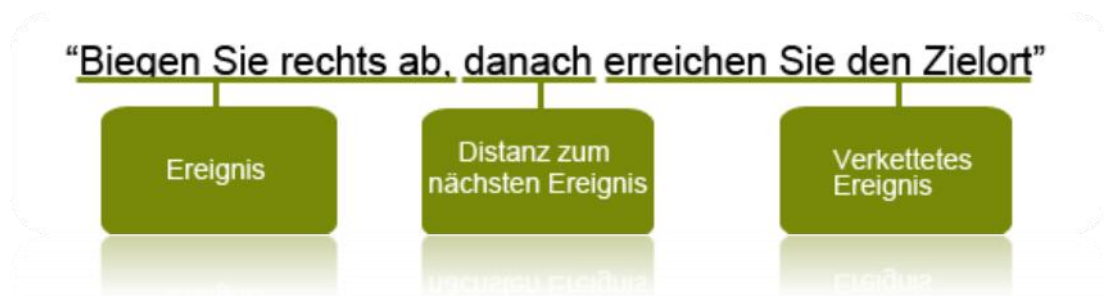 “Biegen Sie rechts ab, danach erreichen Sie den Zielort”
Ereignis
Distanz zum
nächsten Ereignis
Verkettetes
Ereignis